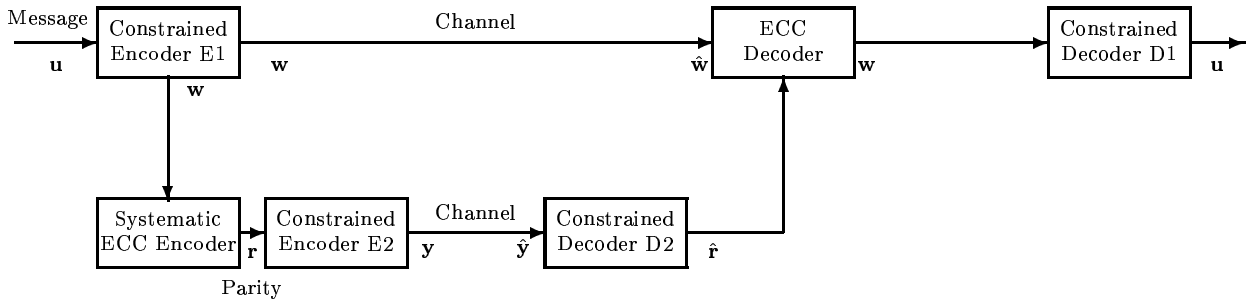 Message
Constrained
Encoder E1
Channel
ECC
Decoder
Constrained
Decoder D1
u
w
w
ŵ
w
u
Systematic
ECC Encoder
r
Constrained
Encoder E2
Channel
y
ŷ
Constrained
Decoder D2
r̂
Parity